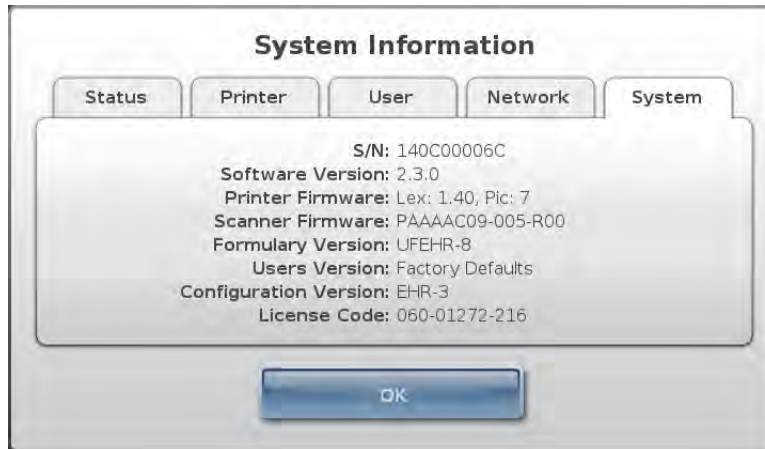 System Information
Status Printer User Network System
S/N: 140C00006C
Software Version: 2.3.0
Printer Firmware: Lex: 1.40, Pic: 7
Scanner Firmware: PAAAAC09-005-R00
Formulary Version: UFEHR-8
Users Version: Factory Defaults
Configuration Version: EHR-3
License Code: 060-01272-216
OK